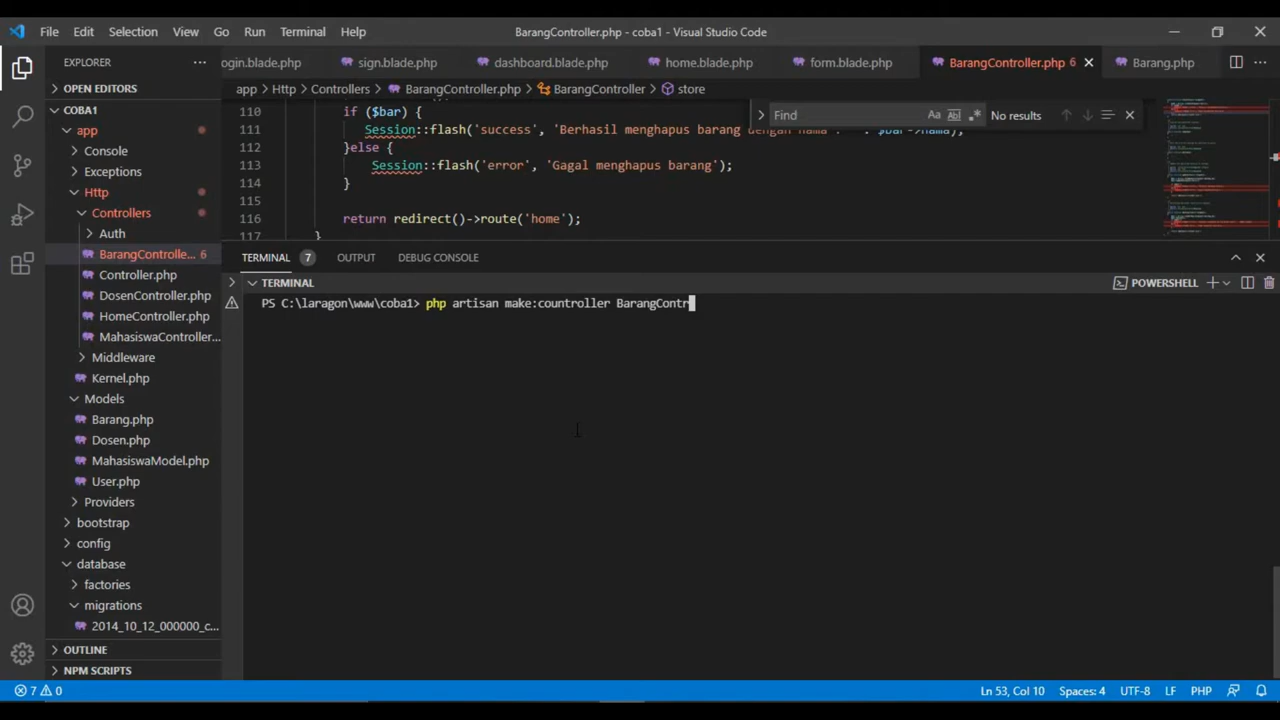 File Edit Selection View Go Run Terminal Help BarangController.php - coba1 - Visual Studio Code
EXPLORER ··· ogin.blade.php sign.blade.php dashboard.blade.php home.blade.php form.blade.php BarangController.php 6 Barang.php
OPEN EDITORS app > Http > Controllers > BarangController.php > BarangController > store
Find Aa ab .* No results
COBA1
app
Console
Exceptions
Http
Controllers
Auth
BarangControlle... 6
Controller.php
DosenController.php
HomeController.php
MahasiswaController...
Middleware
Kernel.php
Models
Barang.php
Dosen.php
MahasiswaModel.php
User.php
Providers
bootstrap
config
database
factories
migrations
2014_10_12_000000_c...
OUTLINE
NPM SCRIPTS
110 if ($bar) {
111 Session::flash('success', 'Berhasil menghapus barang dengan nama $bar->nama);
112 }else {
113 Session::flash('error', 'Gagal menghapus barang');
114 }
115
116 return redirect()->route('home');
117 }
TERMINAL 7 OUTPUT DEBUG CONSOLE
TERMINAL POWERSHELL
PS C:\laragon\www\coba1> php artisan make:countroller BarangContr
7 0 Ln 53, Col 10 Spaces: 4 UTF-8 LF PHP